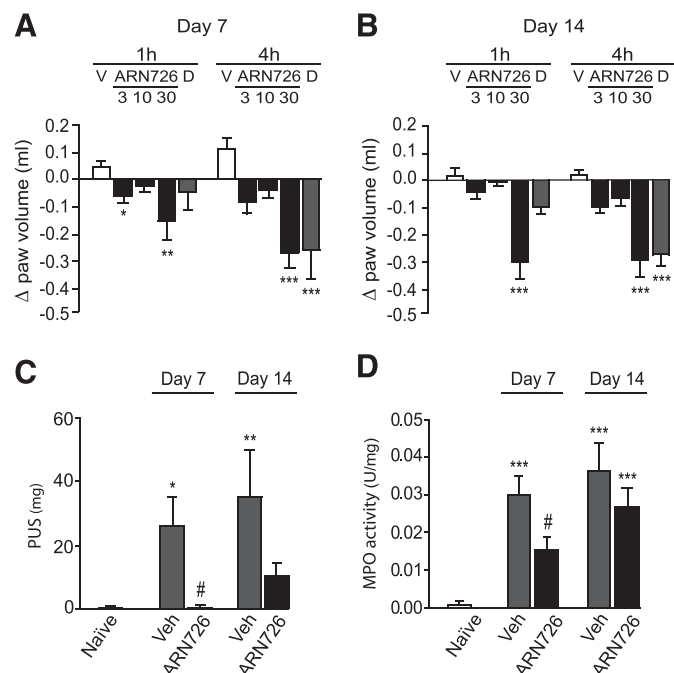 A
Day 7
1h 4h
V ARN726 D V ARN726 D
3 10 30 3 10 30
Δ paw volume (ml)
0.2
0.1
0.0
-0.1
-0.2
-0.3
-0.4
-0.5
*
**
***
***
B
Day 14
1h 4h
V ARN726 D V ARN726 D
3 10 30 3 10 30
Δ paw volume (ml)
0.2
0.1
0.0
-0.1
-0.2
-0.3
-0.4
-0.5
***
***
***
C
Day 7 Day 14
PUS (mg)
60
40
20
0
*
#
**
Naïve Veh ARN726 Veh ARN726
D
Day 7 Day 14
MPO activity (U/mg)
0.05
0.04
0.03
0.02
0.01
0.00
***
#
***
***
Naïve Veh ARN726 Veh ARN726